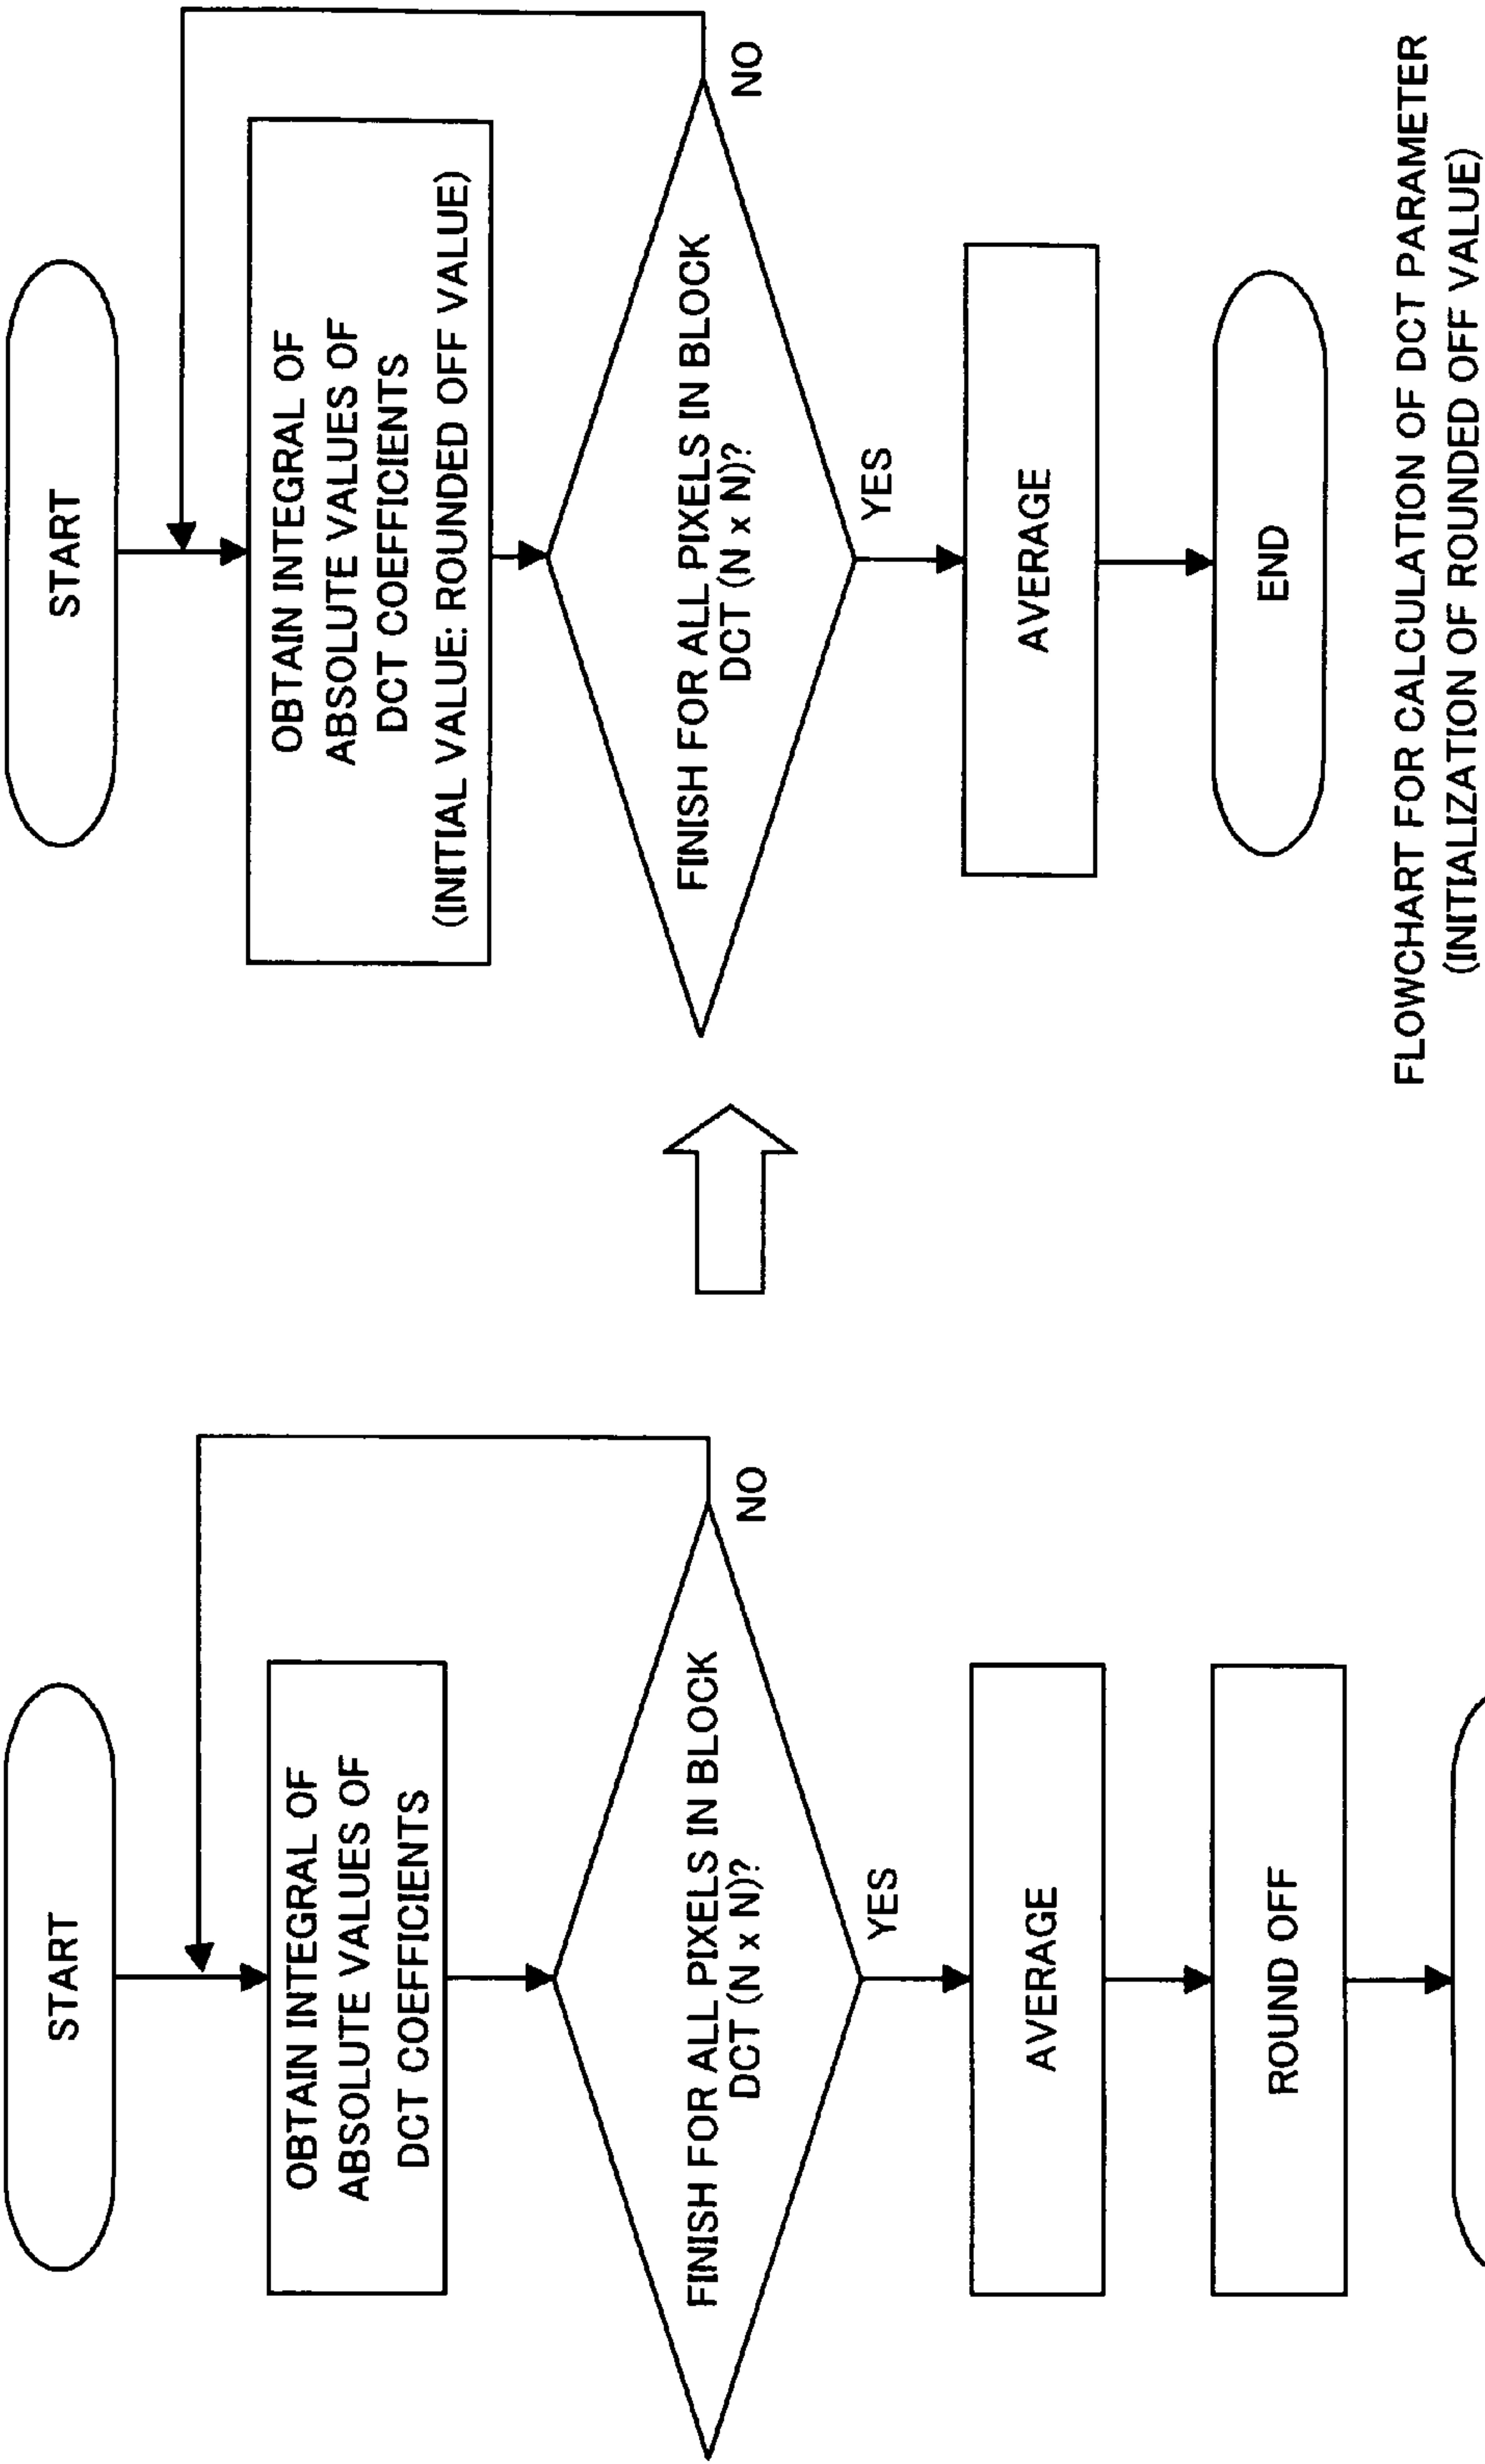 START
OBTAIN INTEGRAL OF
ABSOLUTE VALUES OF
DCT COEFFICIENTS
FINISH FOR ALL PIXELS IN BLOCK
DCT (N x N)?
NO
YES
AVERAGE
ROUND OFF
START
OBTAIN INTEGRAL OF
ABSOLUTE VALUES OF
DCT COEFFICIENTS
(INITIAL VALUE: ROUNDED OFF VALUE)
FINISH FOR ALL PIXELS IN BLOCK
DCT (N x N)?
NO
YES
AVERAGE
END
FLOWCHART FOR CALCULATION OF DCT PARAMETER
(INITIALIZATION OF ROUNDED OFF VALUE)